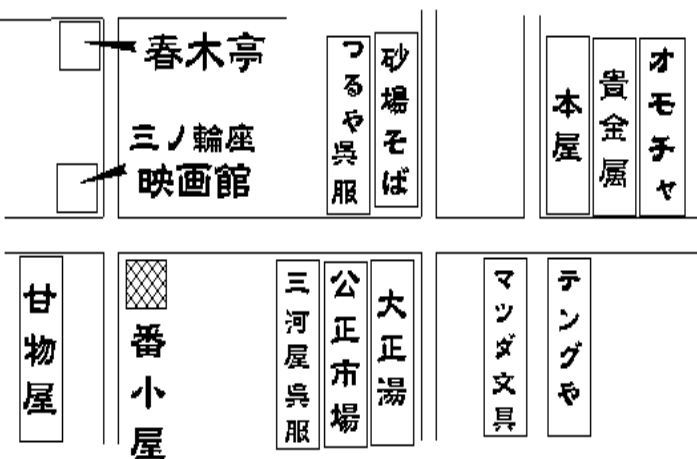 春木亭
三ノ輪座
映画館
つるや呉服
砂場そば
本屋
貴金属
オモチャ
甘物屋
番小屋
三河屋呉服
公正市場
大正湯
マツダ文具
テングや